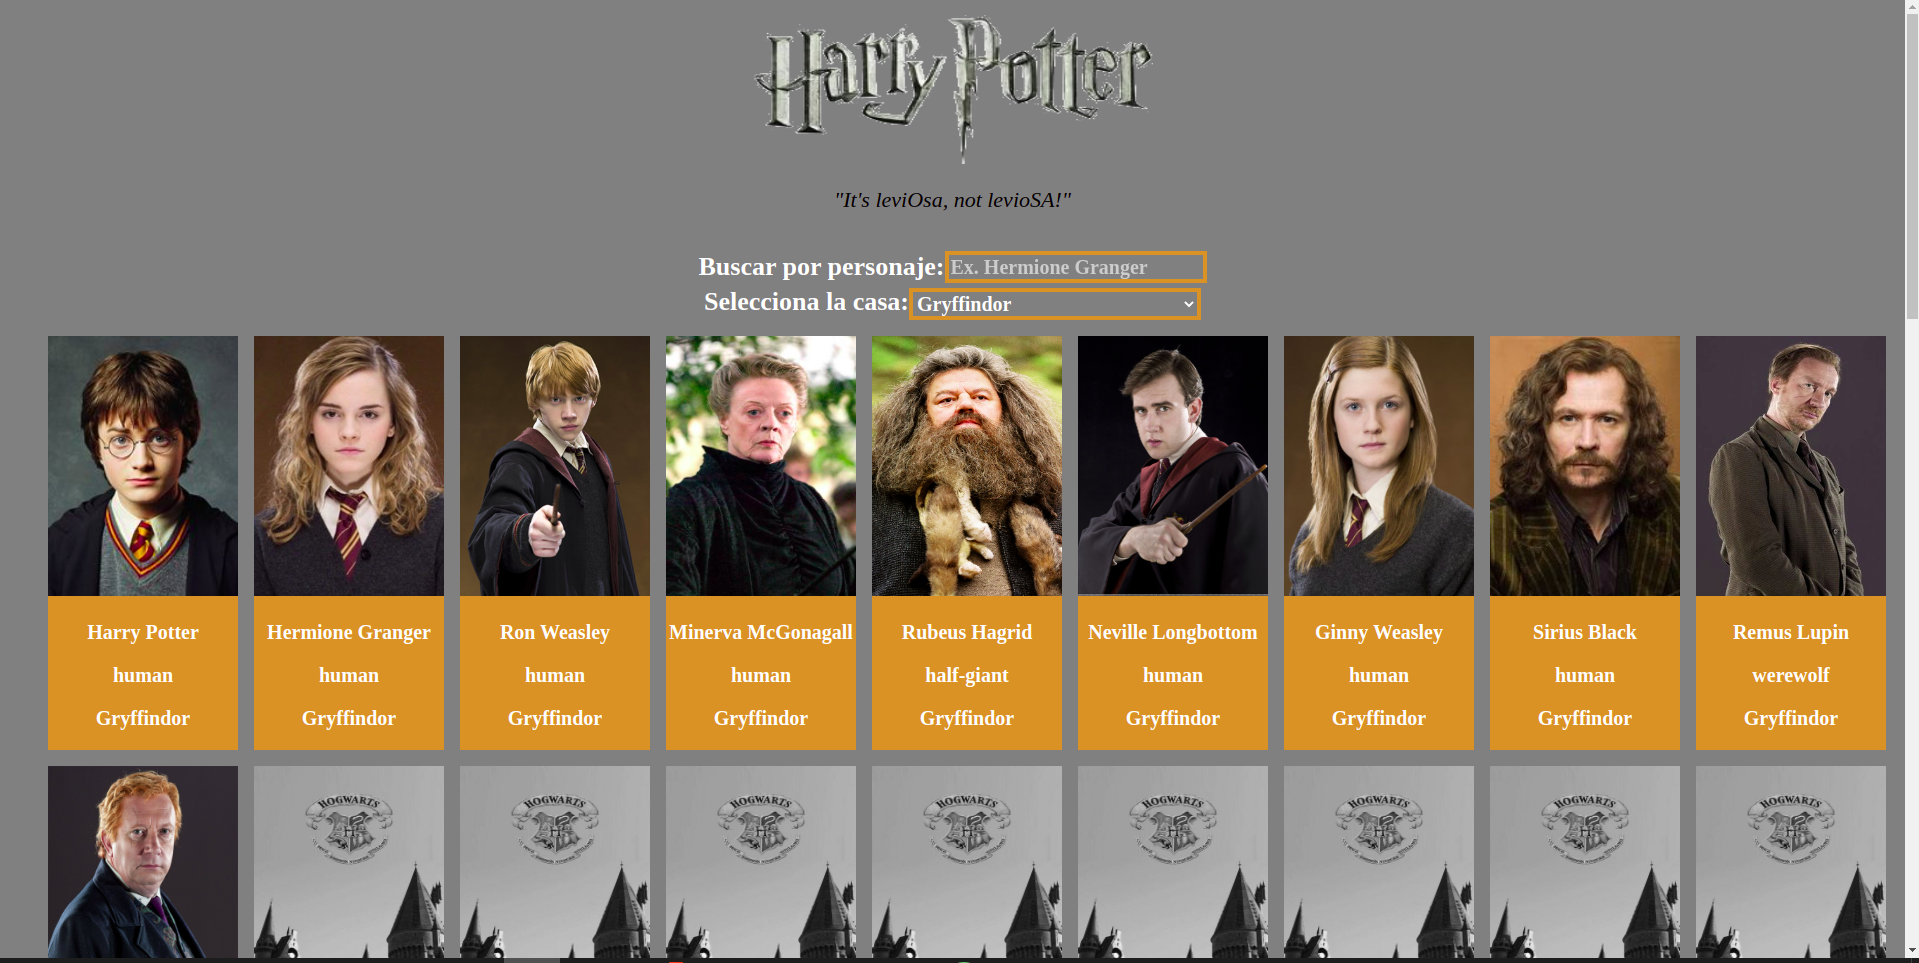 Harry Potter
"It's leviOsa, not levioSA!"
Buscar por personaje: Ex. Hermione Granger
Selecciona la casa: Gryffindor
Harry Potter
human
Gryffindor
Hermione Granger
human
Gryffindor
Ron Weasley
human
Gryffindor
Minerva McGonagall
human
Gryffindor
Rubeus Hagrid
half-giant
Gryffindor
Neville Longbottom
human
Gryffindor
Ginny Weasley
human
Gryffindor
Sirius Black
human
Gryffindor
Remus Lupin
werewolf
Gryffindor
HOGWARTS
HOGWARTS
HOGWARTS
HOGWARTS
HOGWARTS
HOGWARTS
HOGWARTS
HOGWARTS